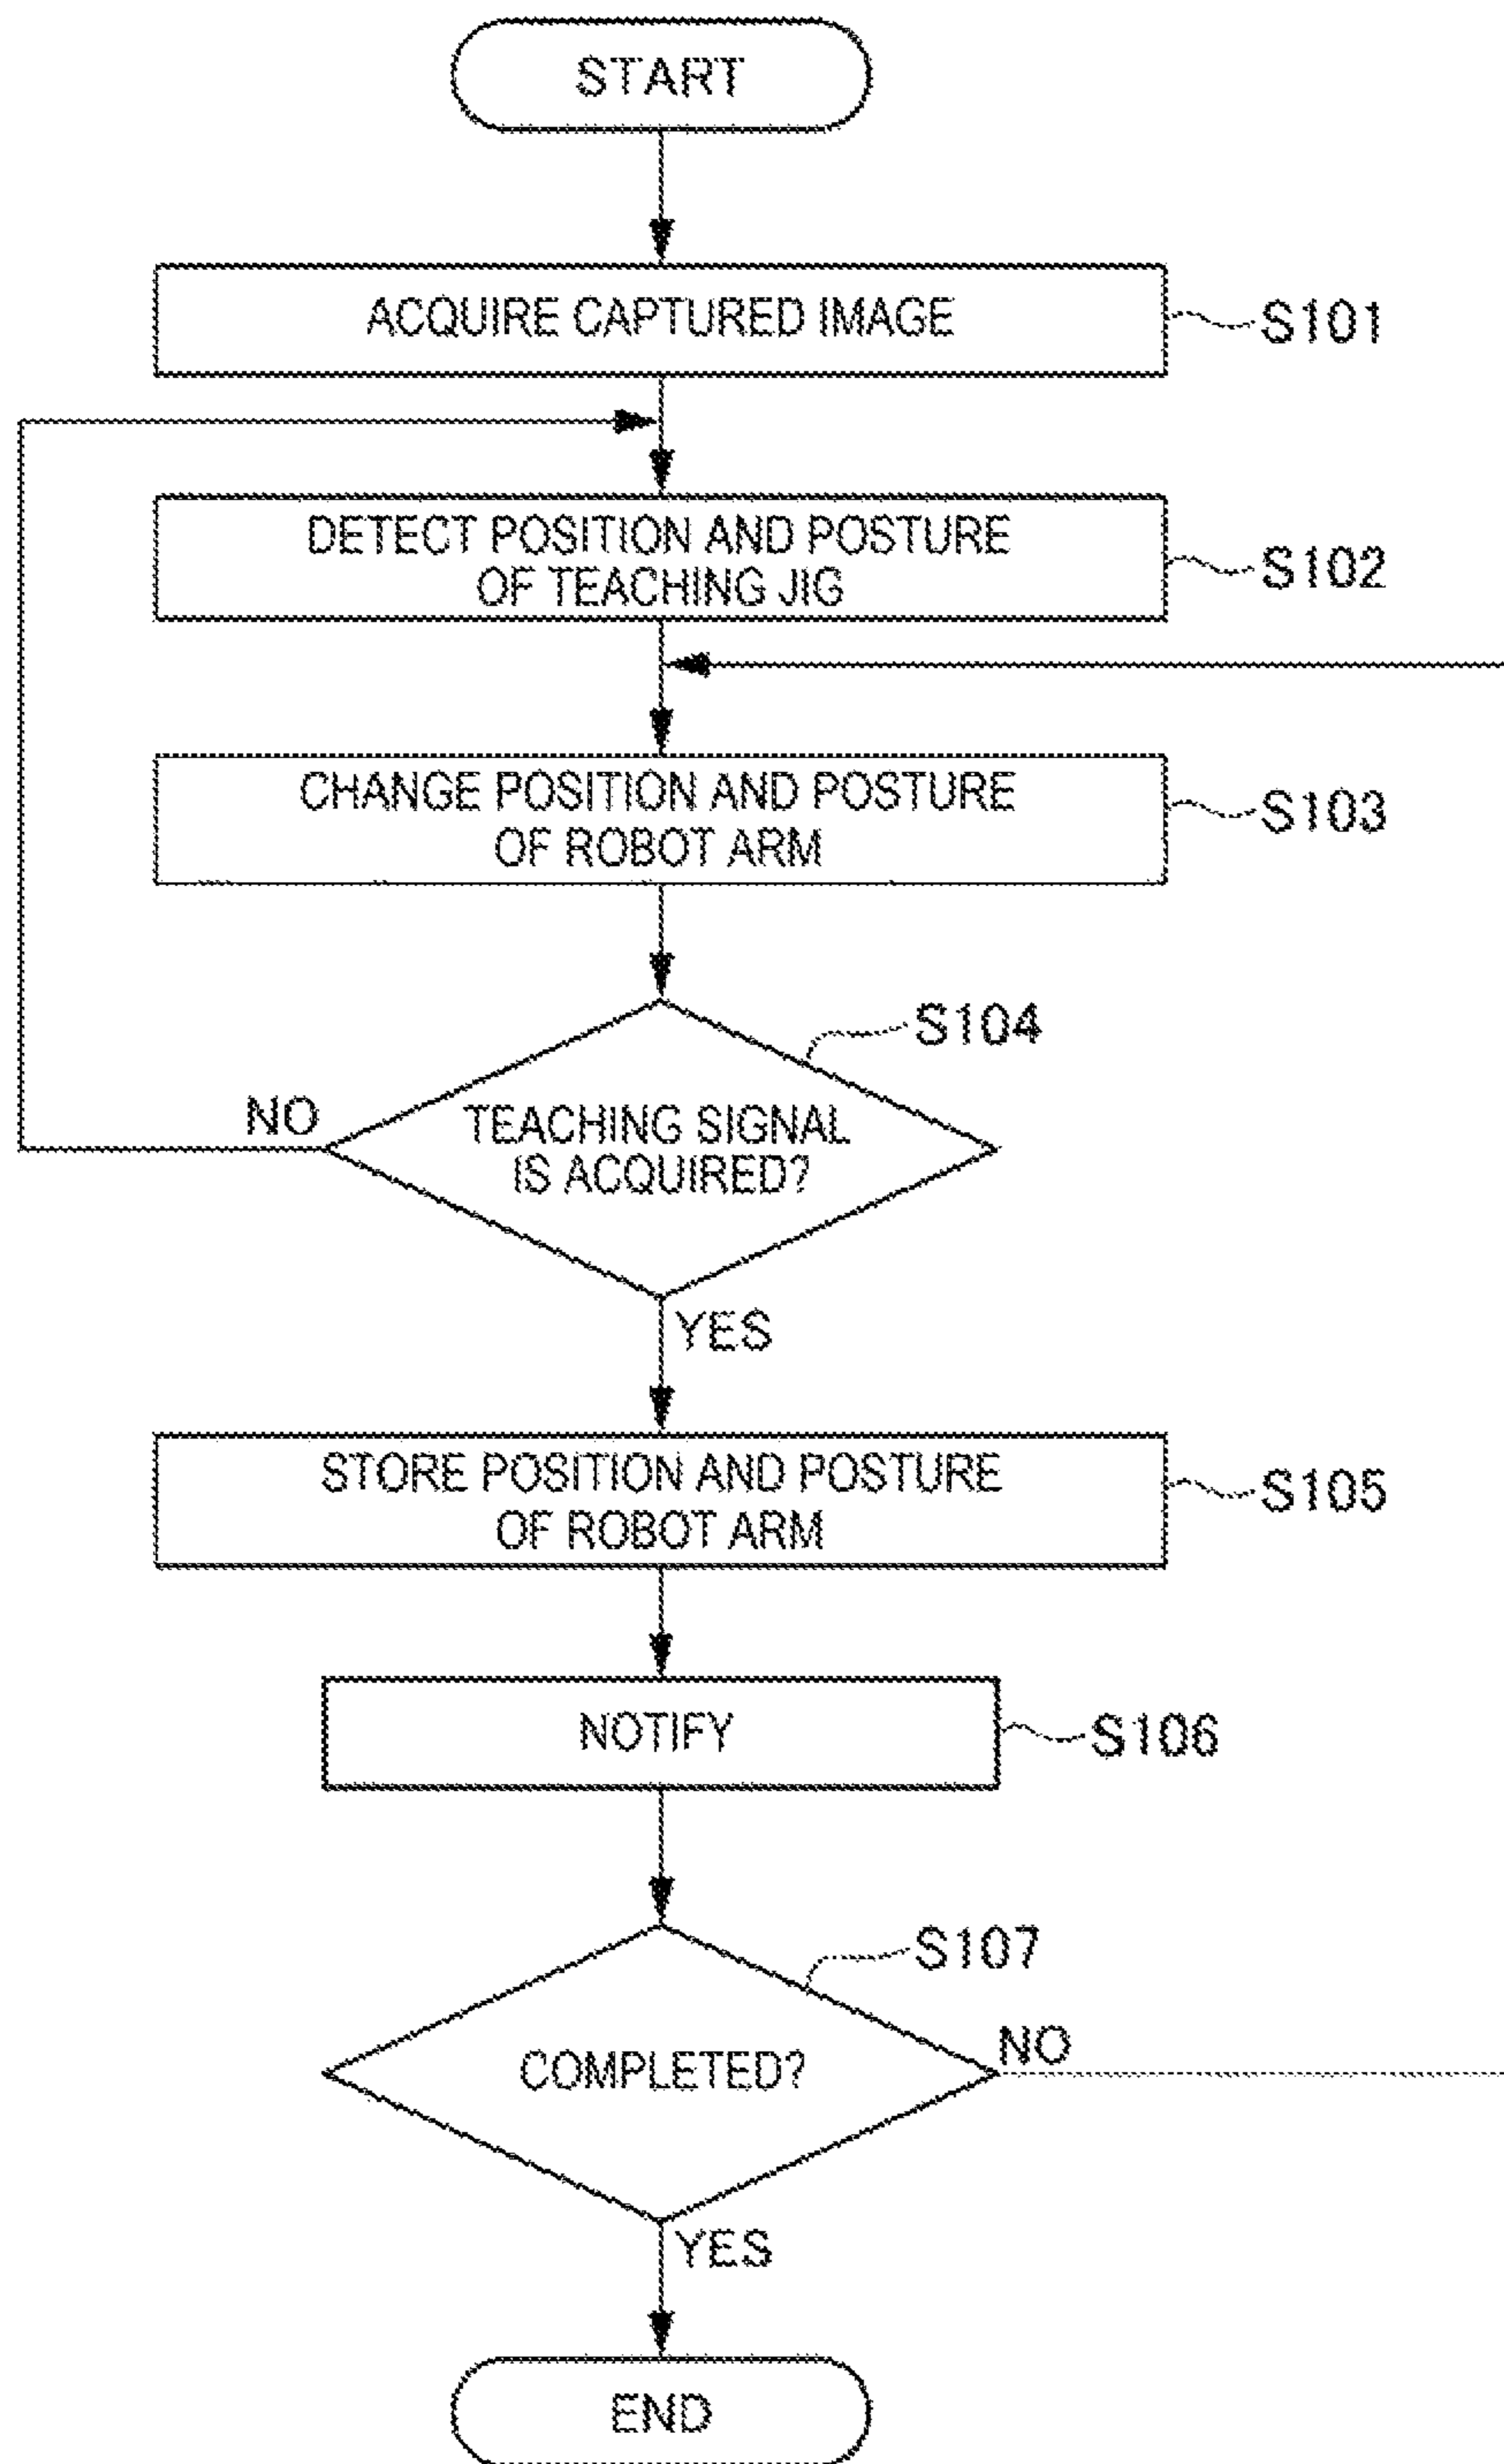 START
ACQUIRE CAPTURED IMAGE
S101
DETECT POSITION AND POSTURE
OF TEACHING JIG
S102
CHANGE POSITION AND POSTURE
OF ROBOT ARM
S103
S104
NO
TEACHING SIGNAL
IS ACQUIRED?
YES
STORE POSITION AND POSTURE
OF ROBOT ARM
S105
NOTIFY
S106
S107
COMPLETED?
NO
YES
END